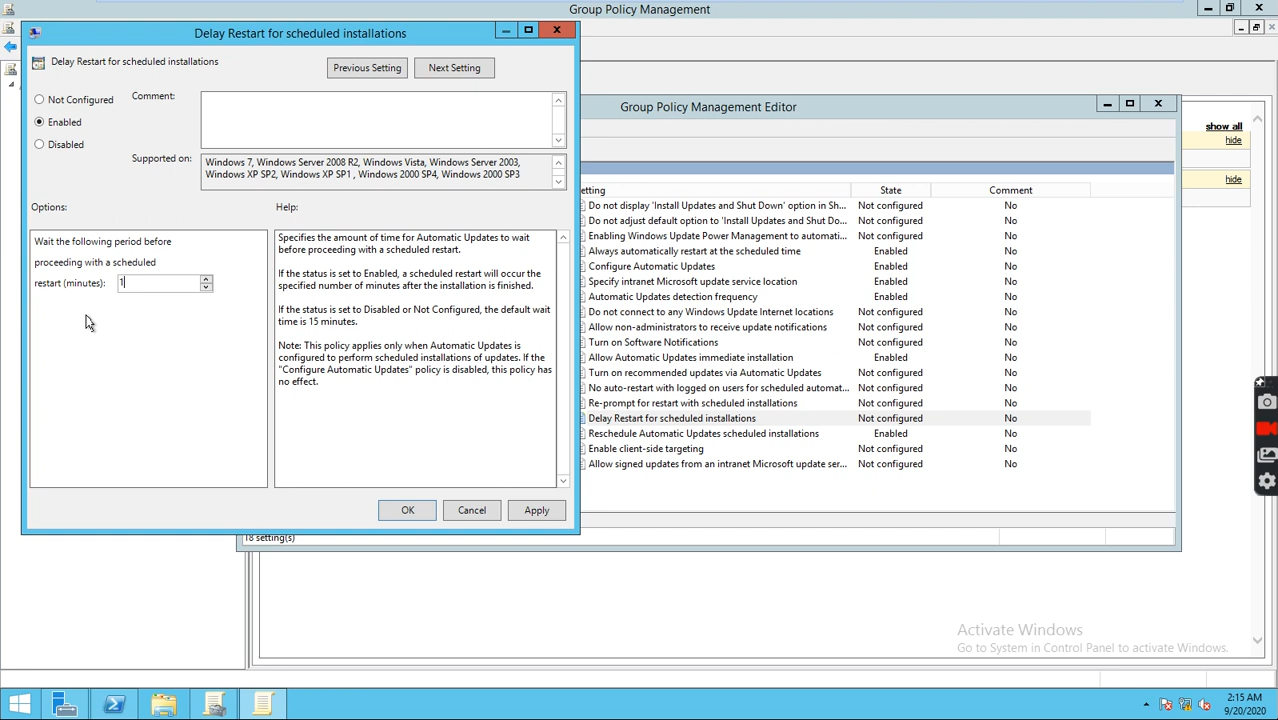 Group Policy Management
Delay Restart for scheduled installations
Delay Restart for scheduled installations
Previous Setting
Next Setting
Not Configured
Comment:
Enabled
Disabled
Supported on:
Windows 7, Windows Server 2008 R2, Windows Vista, Windows Server 2003,
Windows XP SP2, Windows XP SP1 , Windows 2000 SP4, Windows 2000 SP3
Options:
Help:
Wait the following period before
proceeding with a scheduled
restart (minutes):
1
Specifies the amount of time for Automatic Updates to wait
before proceeding with a scheduled restart.
If the status is set to Enabled, a scheduled restart will occur the
specified number of minutes after the installation is finished.
If the status is set to Disabled or Not Configured, the default wait
time is 15 minutes.
Note: This policy applies only when Automatic Updates is
configured to perform scheduled installations of updates. If the
"Configure Automatic Updates" policy is disabled, this policy has
no effect.
OK
Cancel
Apply
Group Policy Management Editor
show all
hide
hide
etting State Comment
Do not display 'Install Updates and Shut Down' option in Sh... Not configured No
Do not adjust default option to 'Install Updates and Shut Do... Not configured No
Enabling Windows Update Power Management to automati... Not configured No
Always automatically restart at the scheduled time Enabled No
Configure Automatic Updates Enabled No
Specify intranet Microsoft update service location Enabled No
Automatic Updates detection frequency Enabled No
Do not connect to any Windows Update Internet locations Not configured No
Allow non-administrators to receive update notifications Not configured No
Turn on Software Notifications Not configured No
Allow Automatic Updates immediate installation Enabled No
Turn on recommended updates via Automatic Updates Not configured No
No auto-restart with logged on users for scheduled automat... Not configured No
Re-prompt for restart with scheduled installations Not configured No
Delay Restart for scheduled installations Not configured No
Reschedule Automatic Updates scheduled installations Enabled No
Enable client-side targeting Not configured No
Allow signed updates from an intranet Microsoft update ser... Not configured No
18 setting(s)
Activate Windows
Go to System in Control Panel to activate Windows.
2:15 AM
9/20/2020